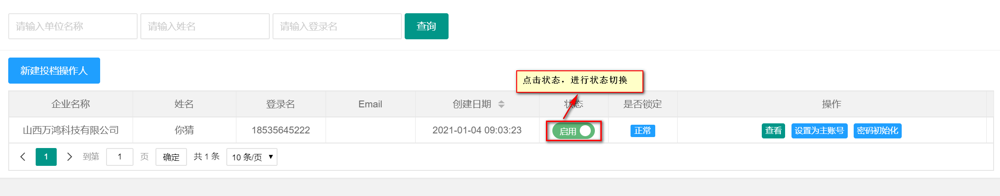 请输入单位名称 请输入姓名 请输入登录名 查询
新建投档操作人
点击状态，进行状态切换
企业名称 姓名 登录名 Email 创建日期 状态 是否锁定 操作
山西万鸿科技有限公司 你猜 18535645222 2021-01-04 09:03:23 启用 正常 查看 设置为主账号 密码初始化
1 到第 1 页 确定 共 1 条 10 条/页